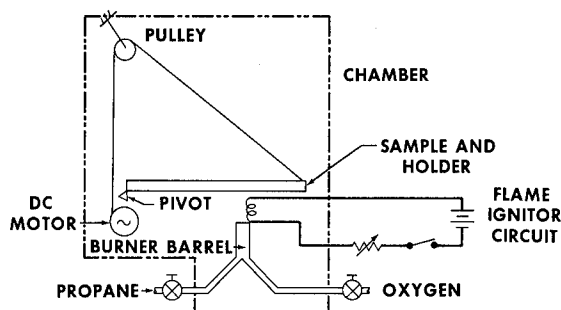 PULLEY
CHAMBER
SAMPLE AND
HOLDER
PIVOT
DC
MOTOR
FLAME
IGNITOR
CIRCUIT
BURNER BARREL
PROPANE
OXYGEN